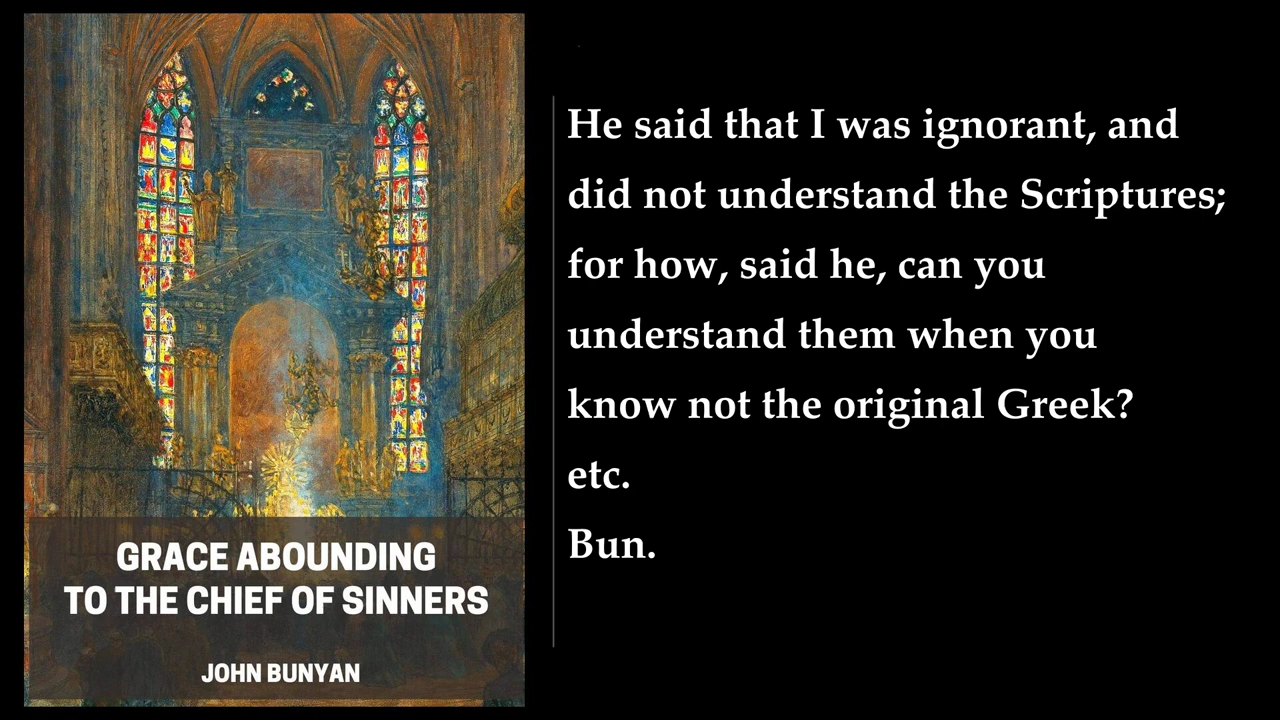 GRACE ABOUNDING
TO THE CHIEF OF SINNERS
JOHN BUNYAN
He said that I was ignorant, and
did not understand the Scriptures;
for how, said he, can you
understand them when you
know not the original Greek?
etc.
Bun.